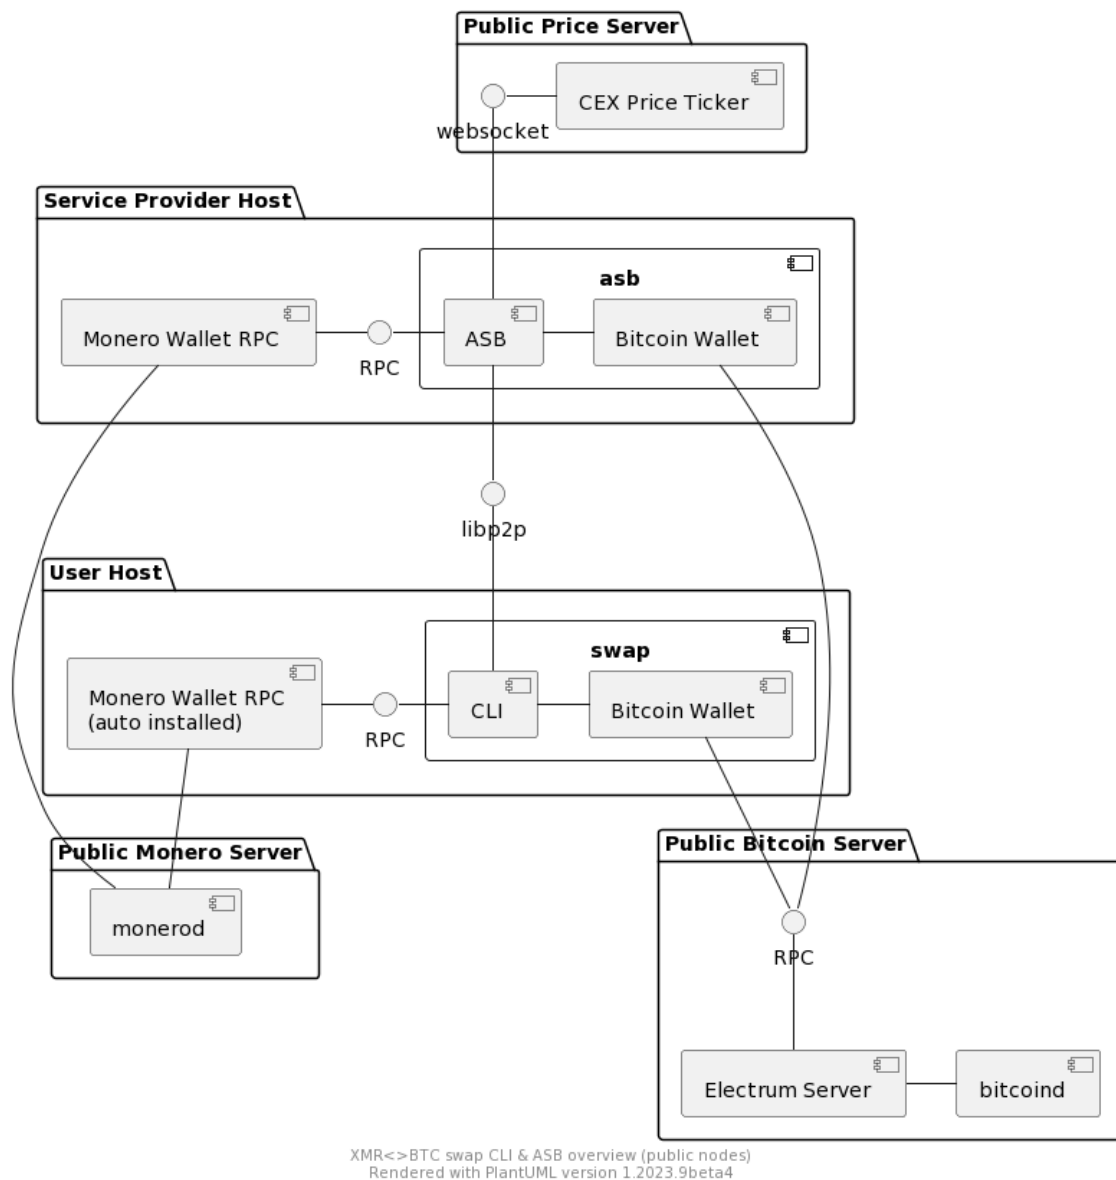 Public Price Server
CEX Price Ticker
websocket
Service Provider Host
asb
Monero Wallet RPC
RPC
ASB
Bitcoin Wallet
libp2p
User Host
swap
Monero Wallet RPC
(auto installed)
RPC
CLI
Bitcoin Wallet
Public Monero Server
monerod
Public Bitcoin Server
RPC
Electrum Server
bitcoind
XMR<>BTC swap CLI & ASB overview (public nodes)
Rendered with PlantUML version 1.2023.9beta4